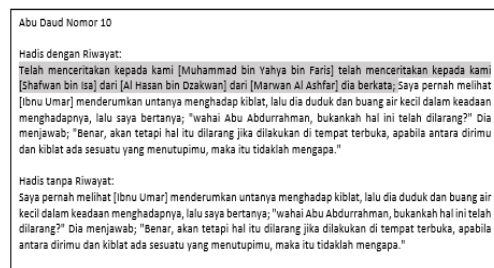 Abu Daud Nomor 10
Hadis dengan Riwayat:
Telah menceritakan kepada kami [Muhammad bin Yahya bin Faris] telah menceritakan kepada kami
[Shafwan bin Isa] dari [Al Hasan bin Dzakwan] dari [Marwan Al Ashfar] dia berkata; Saya pernah melihat
[Ibnu Umar] menderumkan untanya menghadap kiblat, lalu dia duduk dan buang air kecil dalam keadaan
menghadapnya, lalu saya bertanya; "wahai Abu Abdurrahman, bukankah hal ini telah dilarang?" Dia
menjawab; "Benar, akan tetapi hal itu dilarang jika dilakukan di tempat terbuka, apabila antara dirimu
dan kiblat ada sesuatu yang menutupimu, maka itu tidaklah mengapa."
Hadis tanpa Riwayat:
Saya pernah melihat [Ibnu Umar] menderumkan untanya menghadap kiblat, lalu dia duduk dan buang air
kecil dalam keadaan menghadapnya, lalu saya bertanya; "wahai Abu Abdurrahman, bukankah hal ini telah
dilarang?" Dia menjawab; "Benar, akan tetapi hal itu dilarang jika dilakukan di tempat terbuka, apabila
antara dirimu dan kiblat ada sesuatu yang menutupimu, maka itu tidaklah mengapa."